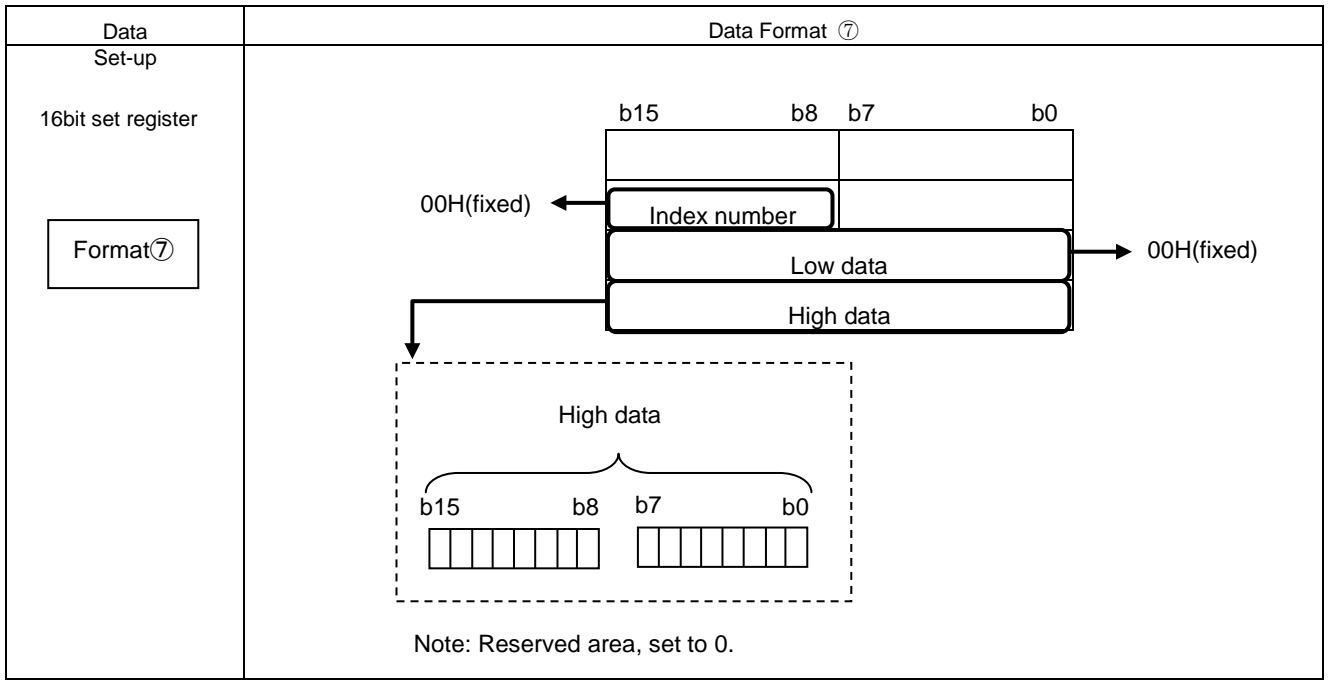 Data
Data Format ⑦
Set-up
16bit set register
Format⑦
b15 b8 b7 b0
00H(fixed)
Index number
Low data
00H(fixed)
High data
High data
b15 b8 b7 b0
Note: Reserved area, set to 0.